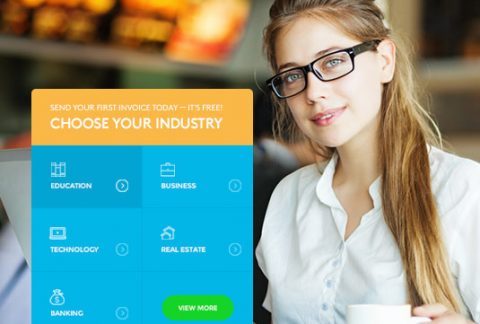 SEND YOUR FIRST INVOICE TODAY — IT'S FREE!
CHOOSE YOUR INDUSTRY
EDUCATION
BUSINESS
TECHNOLOGY
REAL ESTATE
BANKING
VIEW MORE